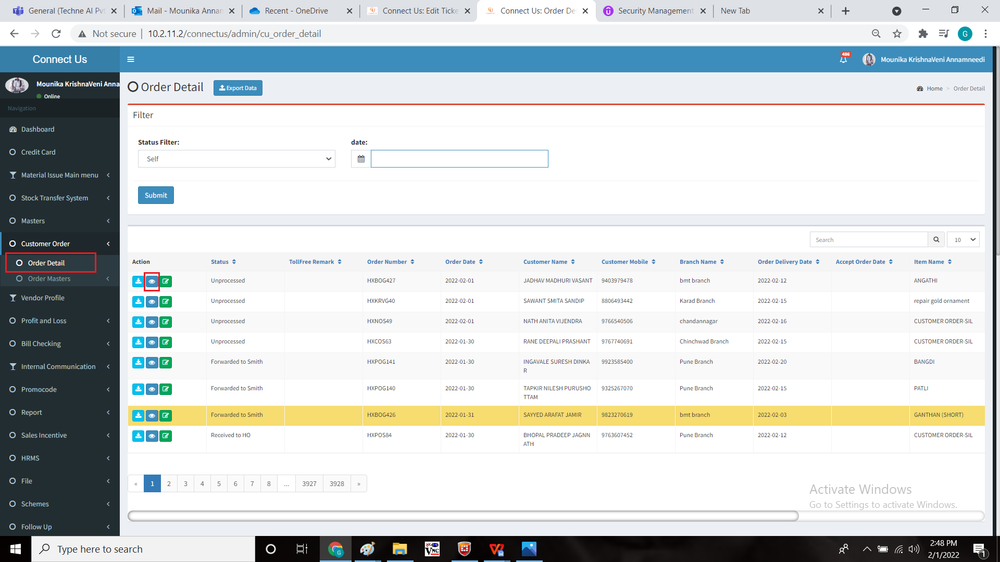 General (Techne AI Pvt
Mail - Mounika Annam
Recent - OneDrive
Connect Us: Edit Ticke
Connect Us: Order De
Security Management
New Tab
Not secure
10.2.11.2/connectus/admin/cu_order_detail
G
Connect Us
486
Mounika KrishnaVeni Annamneedi
Mounika KrishnaVeni Anna
Online
Navigation
Dashboard
Credit Card
Material Issue Main menu
Stock Transfer System
Masters
Customer Order
Order Detail
Order Masters
Vendor Profile
Profit and Loss
Bill Checking
Internal Communication
Promocode
Report
Sales Incentive
HRMS
File
Schemes
Follow Up
Order Detail
Export Data
Home > Order Detail
Filter
Status Filter:
date:
Self
Submit
Search
10
Action Status TollFree Remark Order Number Order Date Customer Name Customer Mobile Branch Name Order Delivery Date Accept Order Date Item Name
Unprocessed HXBOG427 2022-02-01 JADHAV MADHURI VASANT 9403979478 bmt branch 2022-02-12 ANGATHI
Unprocessed HXKRVG40 2022-02-01 SAWANT SMITA SANDIP 8806493442 Karad Branch 2022-02-15 repair gold ornament
Unprocessed HXNOS49 2022-02-01 NATH ANITA VIJENDRA 9766540506 chandannagar 2022-02-16 CUSTOMER ORDER-SIL
Unprocessed HXCOS63 2022-01-30 RANE DEEPALI PRASHANT 9767740691 Chinchwad Branch 2022-02-15 CUSTOMER ORDER-SIL
Forwarded to Smith HXPOG141 2022-01-30 INGAVALE SURESH DINKA 9923585400 Pune Branch 2022-02-20 BANGDI
R
Forwarded to Smith HXPOG140 2022-01-30 TAPKIR NILESH PURUSHO 9325267070 Pune Branch 2022-02-15 PATLI
TTAM
Forwarded to Smith HXBOG426 2022-01-31 SAYYED ARAFAT JAMIR 9823270619 bmt branch 2022-02-03 GANTHAN (SHORT)
Received to HO HXPOS84 2022-01-30 BHOPAL PRADEEP JAGNN 9763607452 Pune Branch 2022-02-12 CUSTOMER ORDER-SIL
ATH
« 1 2 3 4 5 6 7 8 ... 3927 3928 »
Activate Windows
Go to Settings to activate Windows.
Type here to search
G
VNC
2:48 PM
2/1/2022
1